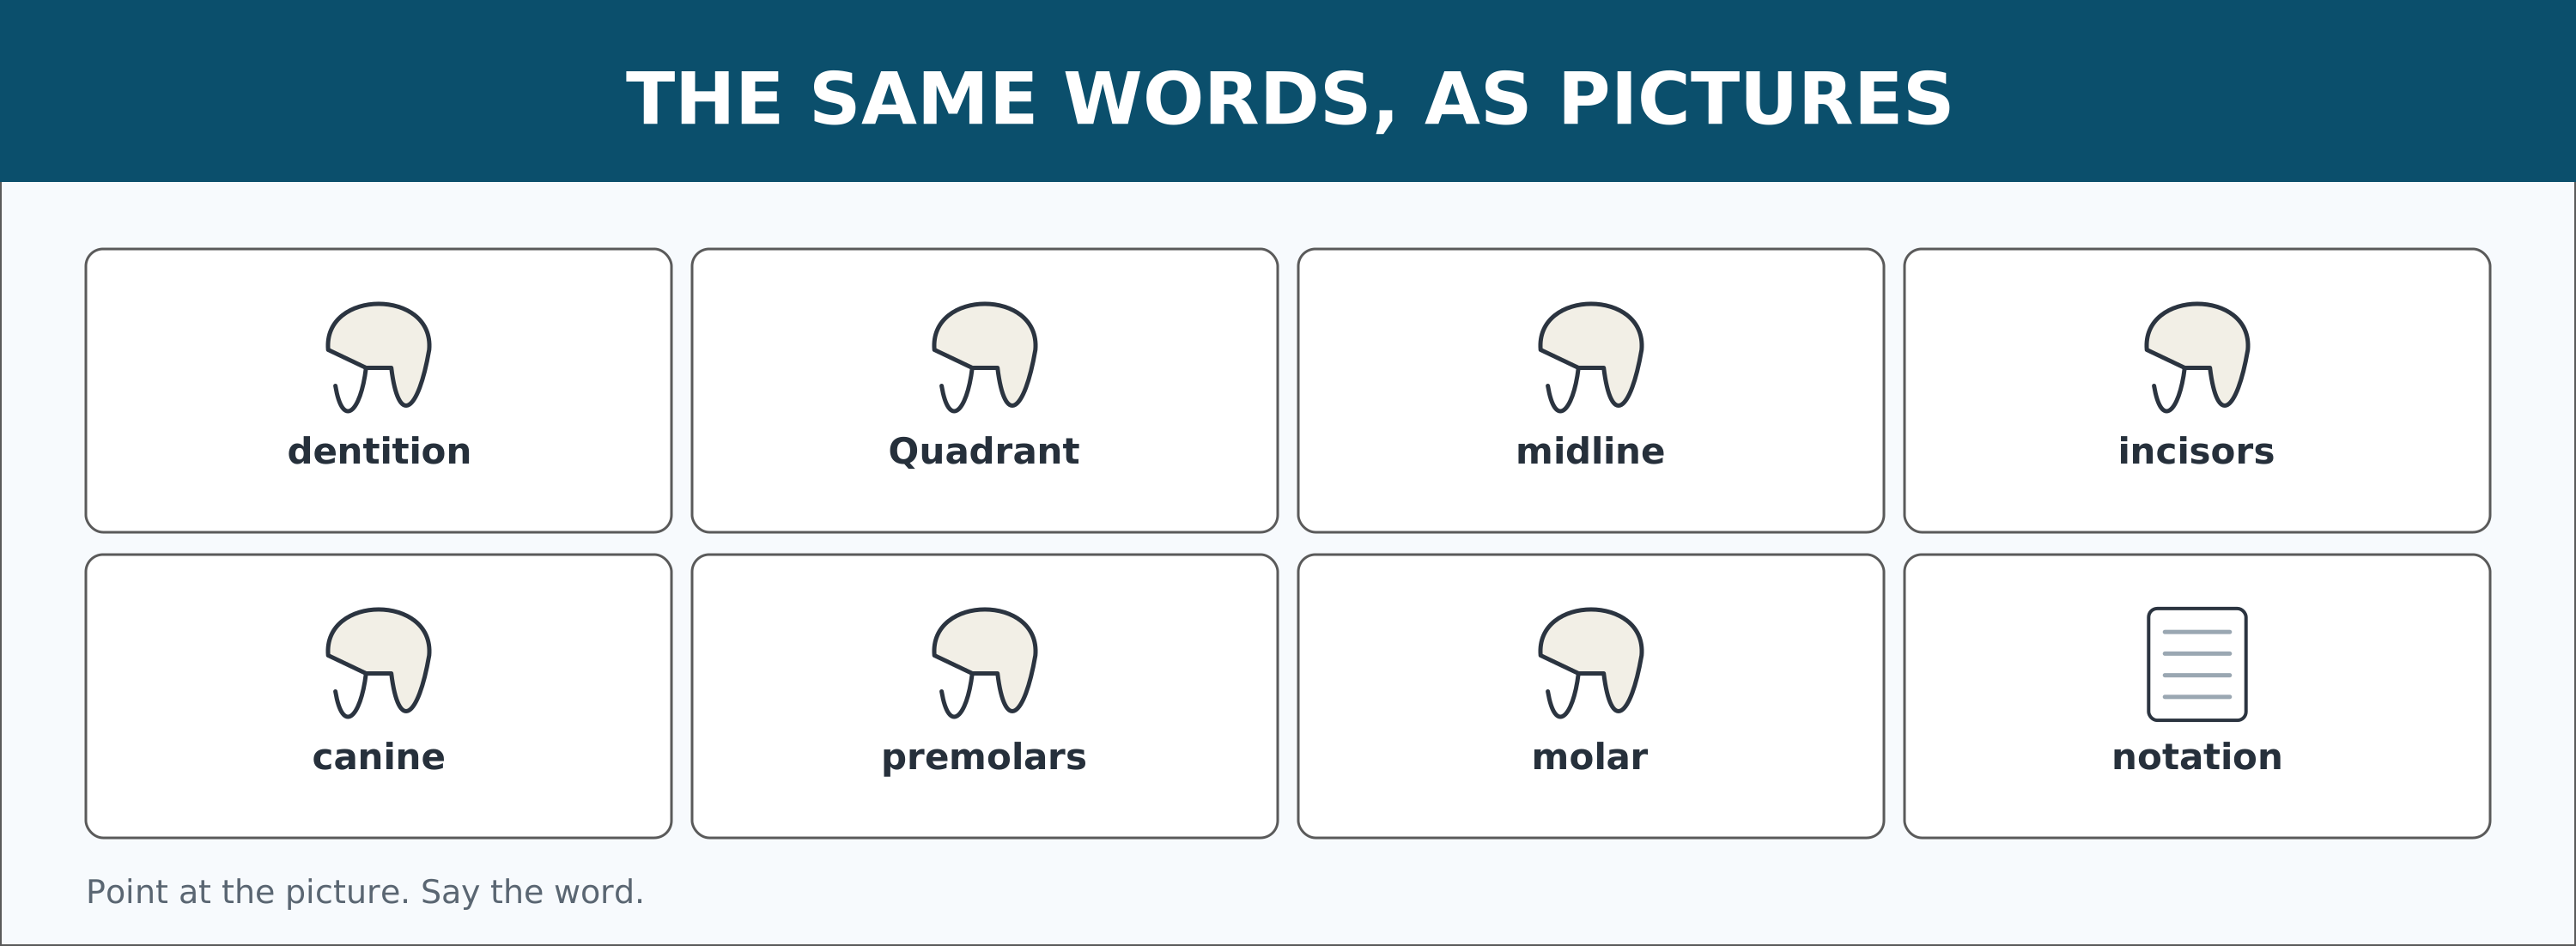 THE SAME WORDS, AS PICTURES
dentition
Quadrant
midline
incisors
canine
premolars
molar
notation
Point at the picture. Say the word.